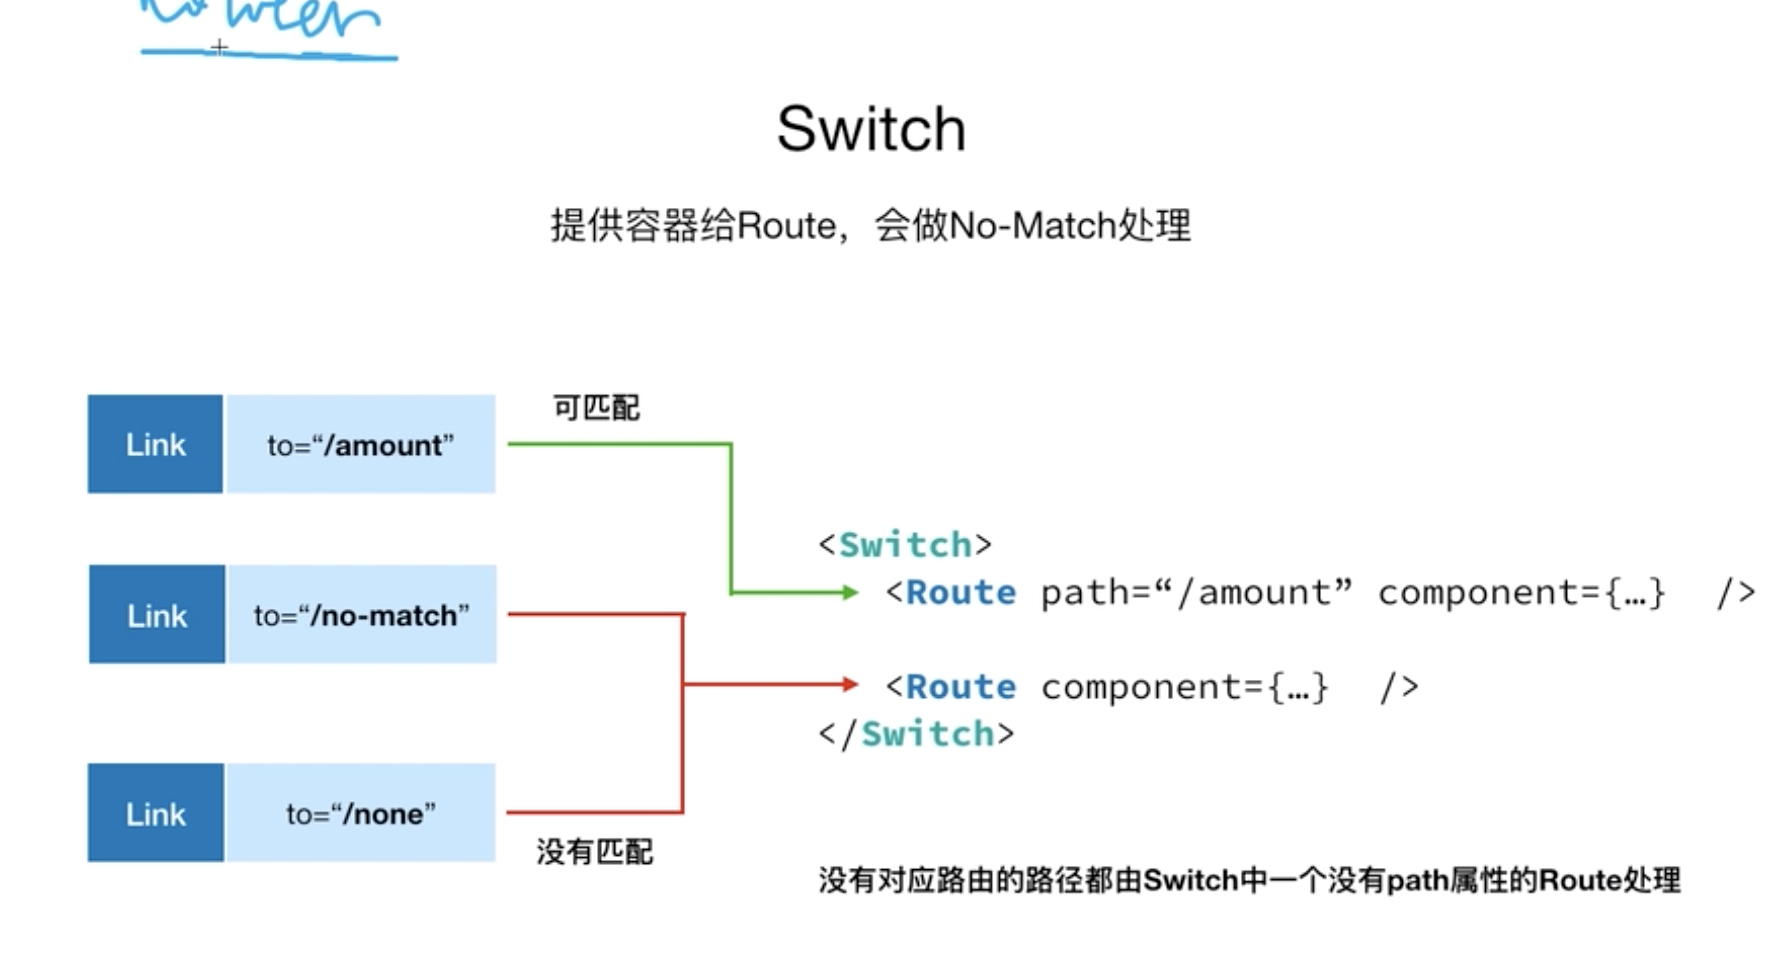 Switch
提供容器给Route，会做No-Match处理
可匹配
Link to=“/amount”
<Switch>
<Route path=“/amount” component={…} />
Link to=“/no-match”
<Route component={…} />
</Switch>
Link to=“/none”
没有匹配
没有对应路由的路径都由Switch中一个没有path属性的Route处理